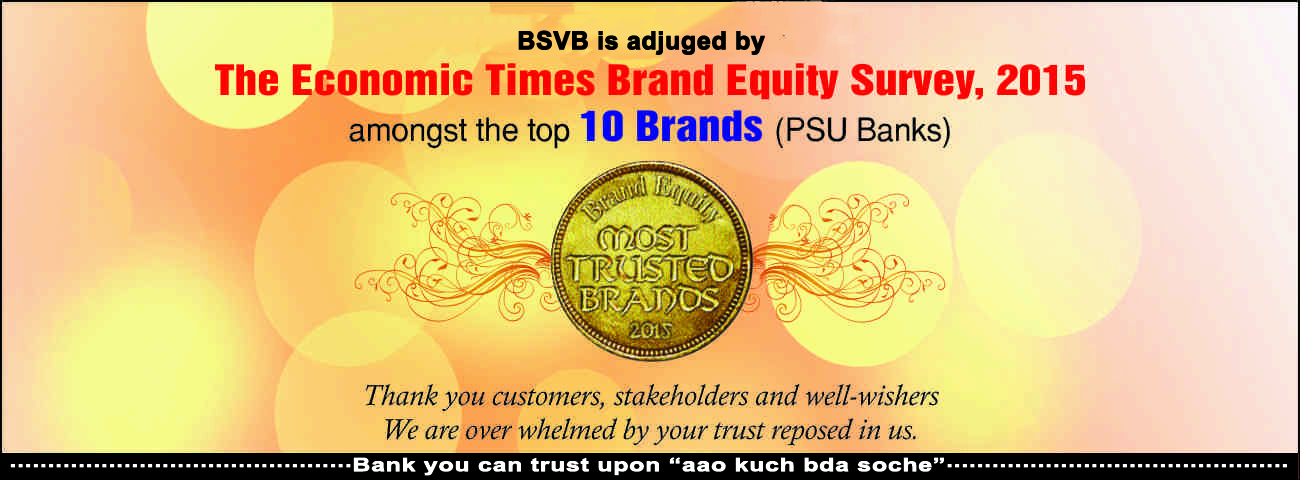 BSVB is adjuged by
The Economic Times Brand Equity Survey, 2015
amongst the top 10 Brands (PSU Banks)
Brand Equity
MOST
TRUSTED
BRANDS
2015
Thank you customers, stakeholders and well-wishers
We are over whelmed by your trust reposed in us.
Bank you can trust upon “aao kuch bda soche”